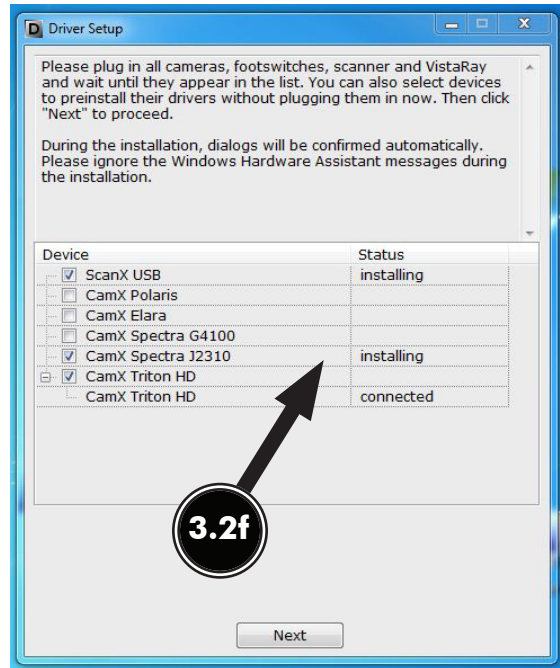 D Driver Setup
Please plug in all cameras, footswitches, scanner and VistaRay
and wait until they appear in the list. You can also select devices
to preinstall their drivers without plugging them in now. Then click
"Next" to proceed.
During the installation, dialogs will be confirmed automatically.
Please ignore the Windows Hardware Assistant messages during
the installation.
Device Status
ScanX USB installing
CamX Polaris
CamX Elara
CamX Spectra G4100
CamX Spectra J2310 installing
CamX Triton HD
CamX Triton HD connected
3.2f
Next